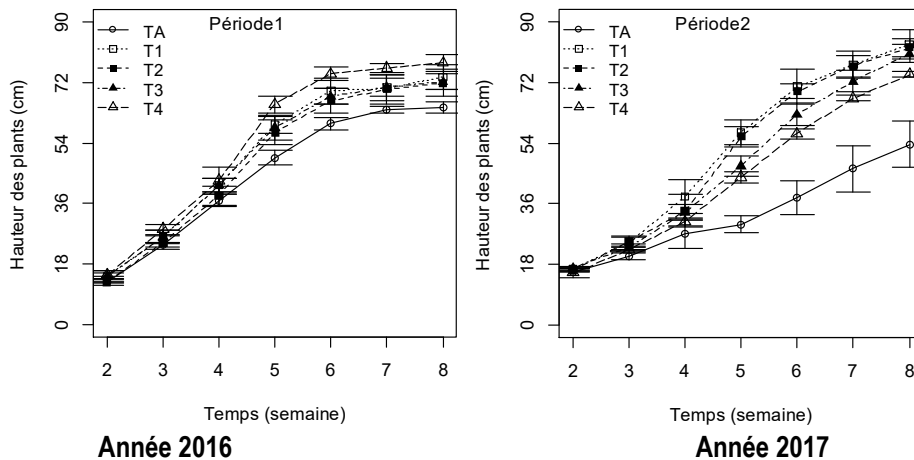 Période1
TA
T1
T2
T3
T4
Hauteur des plants (cm)
0 18 36 54 72 90
2 3 4 5 6 7 8
Temps (semaine)
Année 2016
Période2
TA
T1
T2
T3
T4
Hauteur des plants (cm)
0 18 36 54 72 90
2 3 4 5 6 7 8
Temps (semaine)
Année 2017